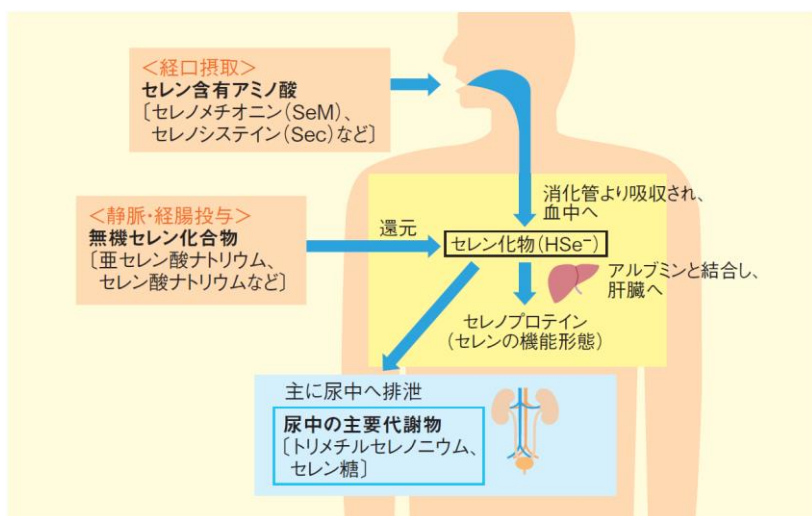 ＜経口摂取＞
セレン含有アミノ酸
〔セレノメチオニン（SeM）、
セレノシステイン（Sec）など〕
消化管より吸収され、
血中へ
＜静脈・経腸投与＞
無機セレン化合物
〔亜セレン酸ナトリウム、
セレン酸ナトリウムなど〕
還元
セレン化物（HSe⁻）
アルブミンと結合し、
肝臓へ
セレノプロテイン
（セレンの機能形態）
主に尿中へ排泄
尿中の主要代謝物
〔トリメチルセレノニウム、
セレン糖〕